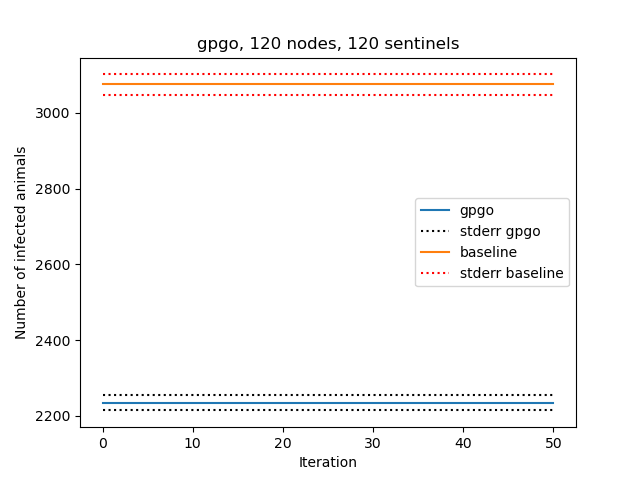 gpgo, 120 nodes, 120 sentinels
Number of infected animals
3000
2800
2600
2400
2200
gpgo
stderr gpgo
baseline
stderr baseline
0
10
20
30
40
50
Iteration